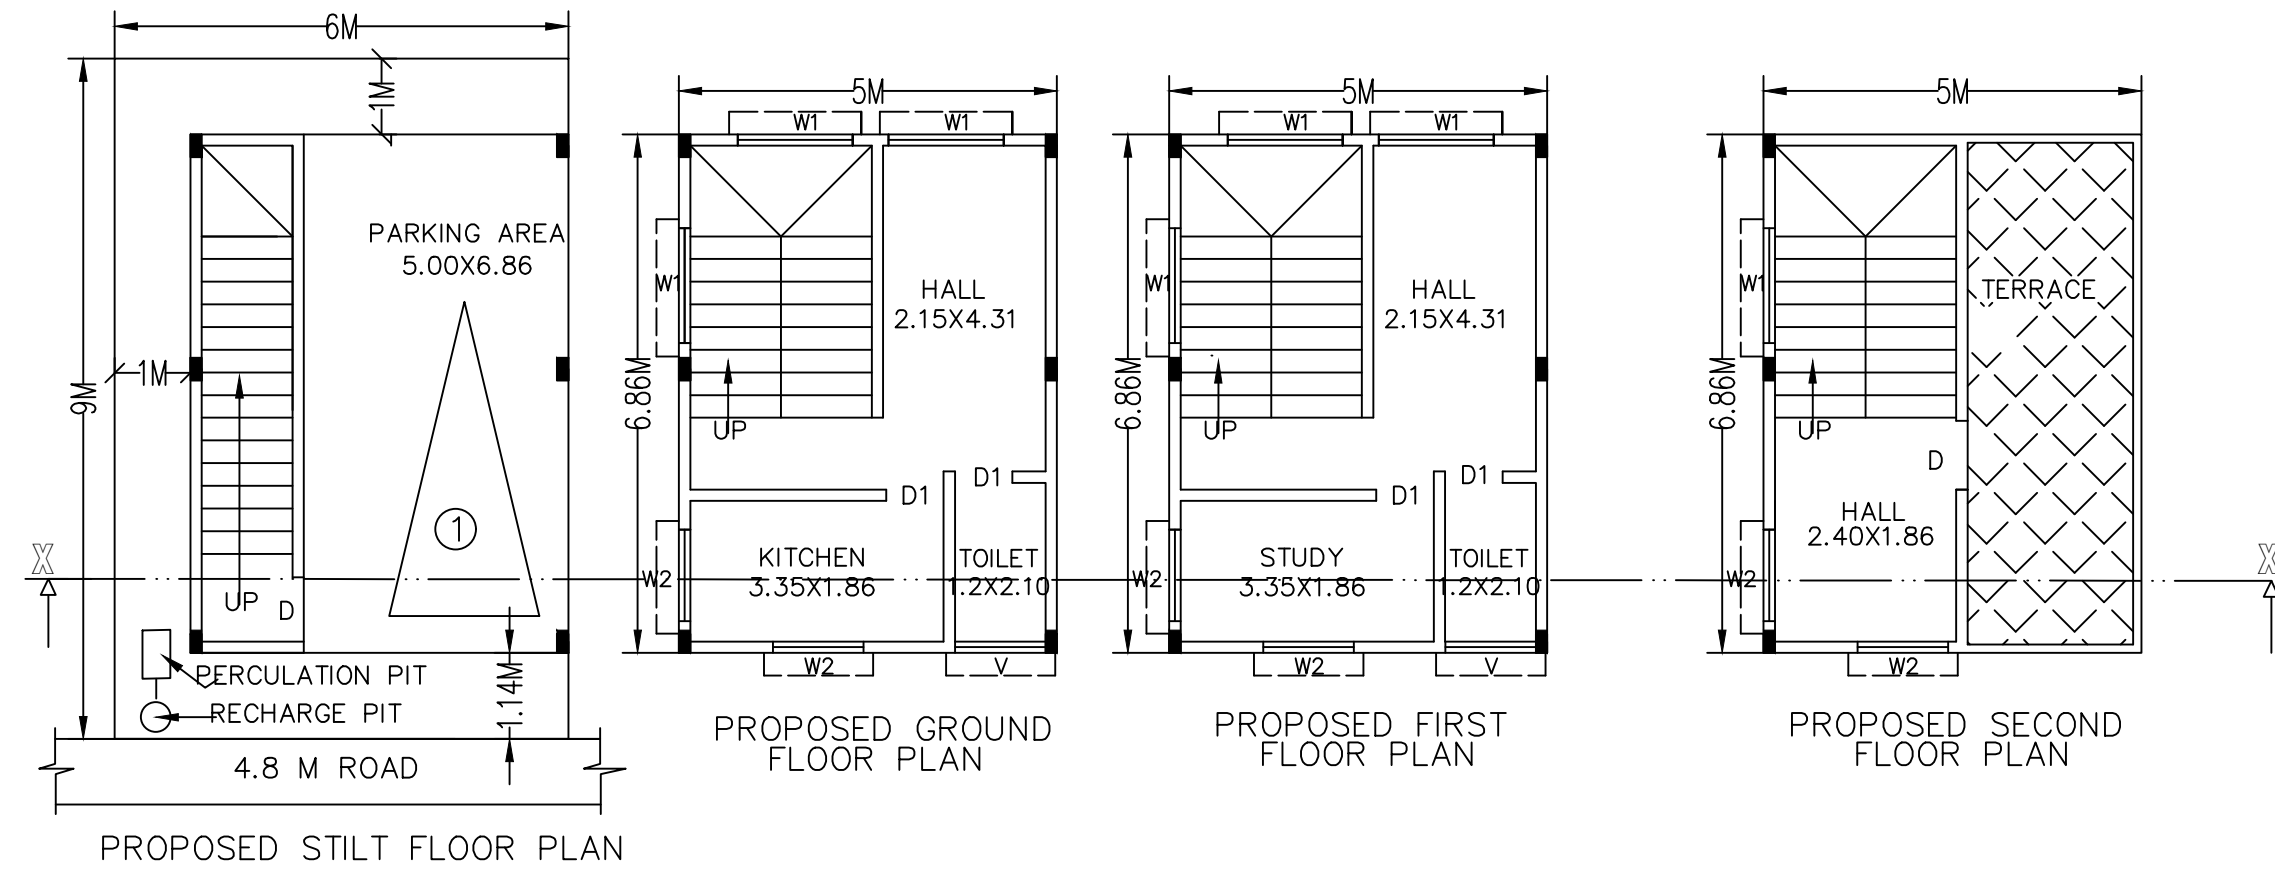 6M
1M
9M
1M
PARKING AREA
5.00X6.86
1
UP
D
X
PERCULATION PIT
RECHARGE PIT
1.14M
4.8 M ROAD
PROPOSED STILT FLOOR PLAN
5M
W1
W1
W1
6.86M
HALL
2.15X4.31
UP
D1
D1
KITCHEN
3.35X1.86
TOILET
1.2X2.10
W2
W2
V
PROPOSED GROUND
FLOOR PLAN
5M
W1
W1
W1
6.86M
HALL
2.15X4.31
UP
D1
D1
STUDY
3.35X1.86
TOILET
1.2X2.10
W2
W2
V
PROPOSED FIRST
FLOOR PLAN
5M
W1
6.86M
TERRACE
UP
D
HALL
2.40X1.86
W2
W2
X
PROPOSED SECOND
FLOOR PLAN